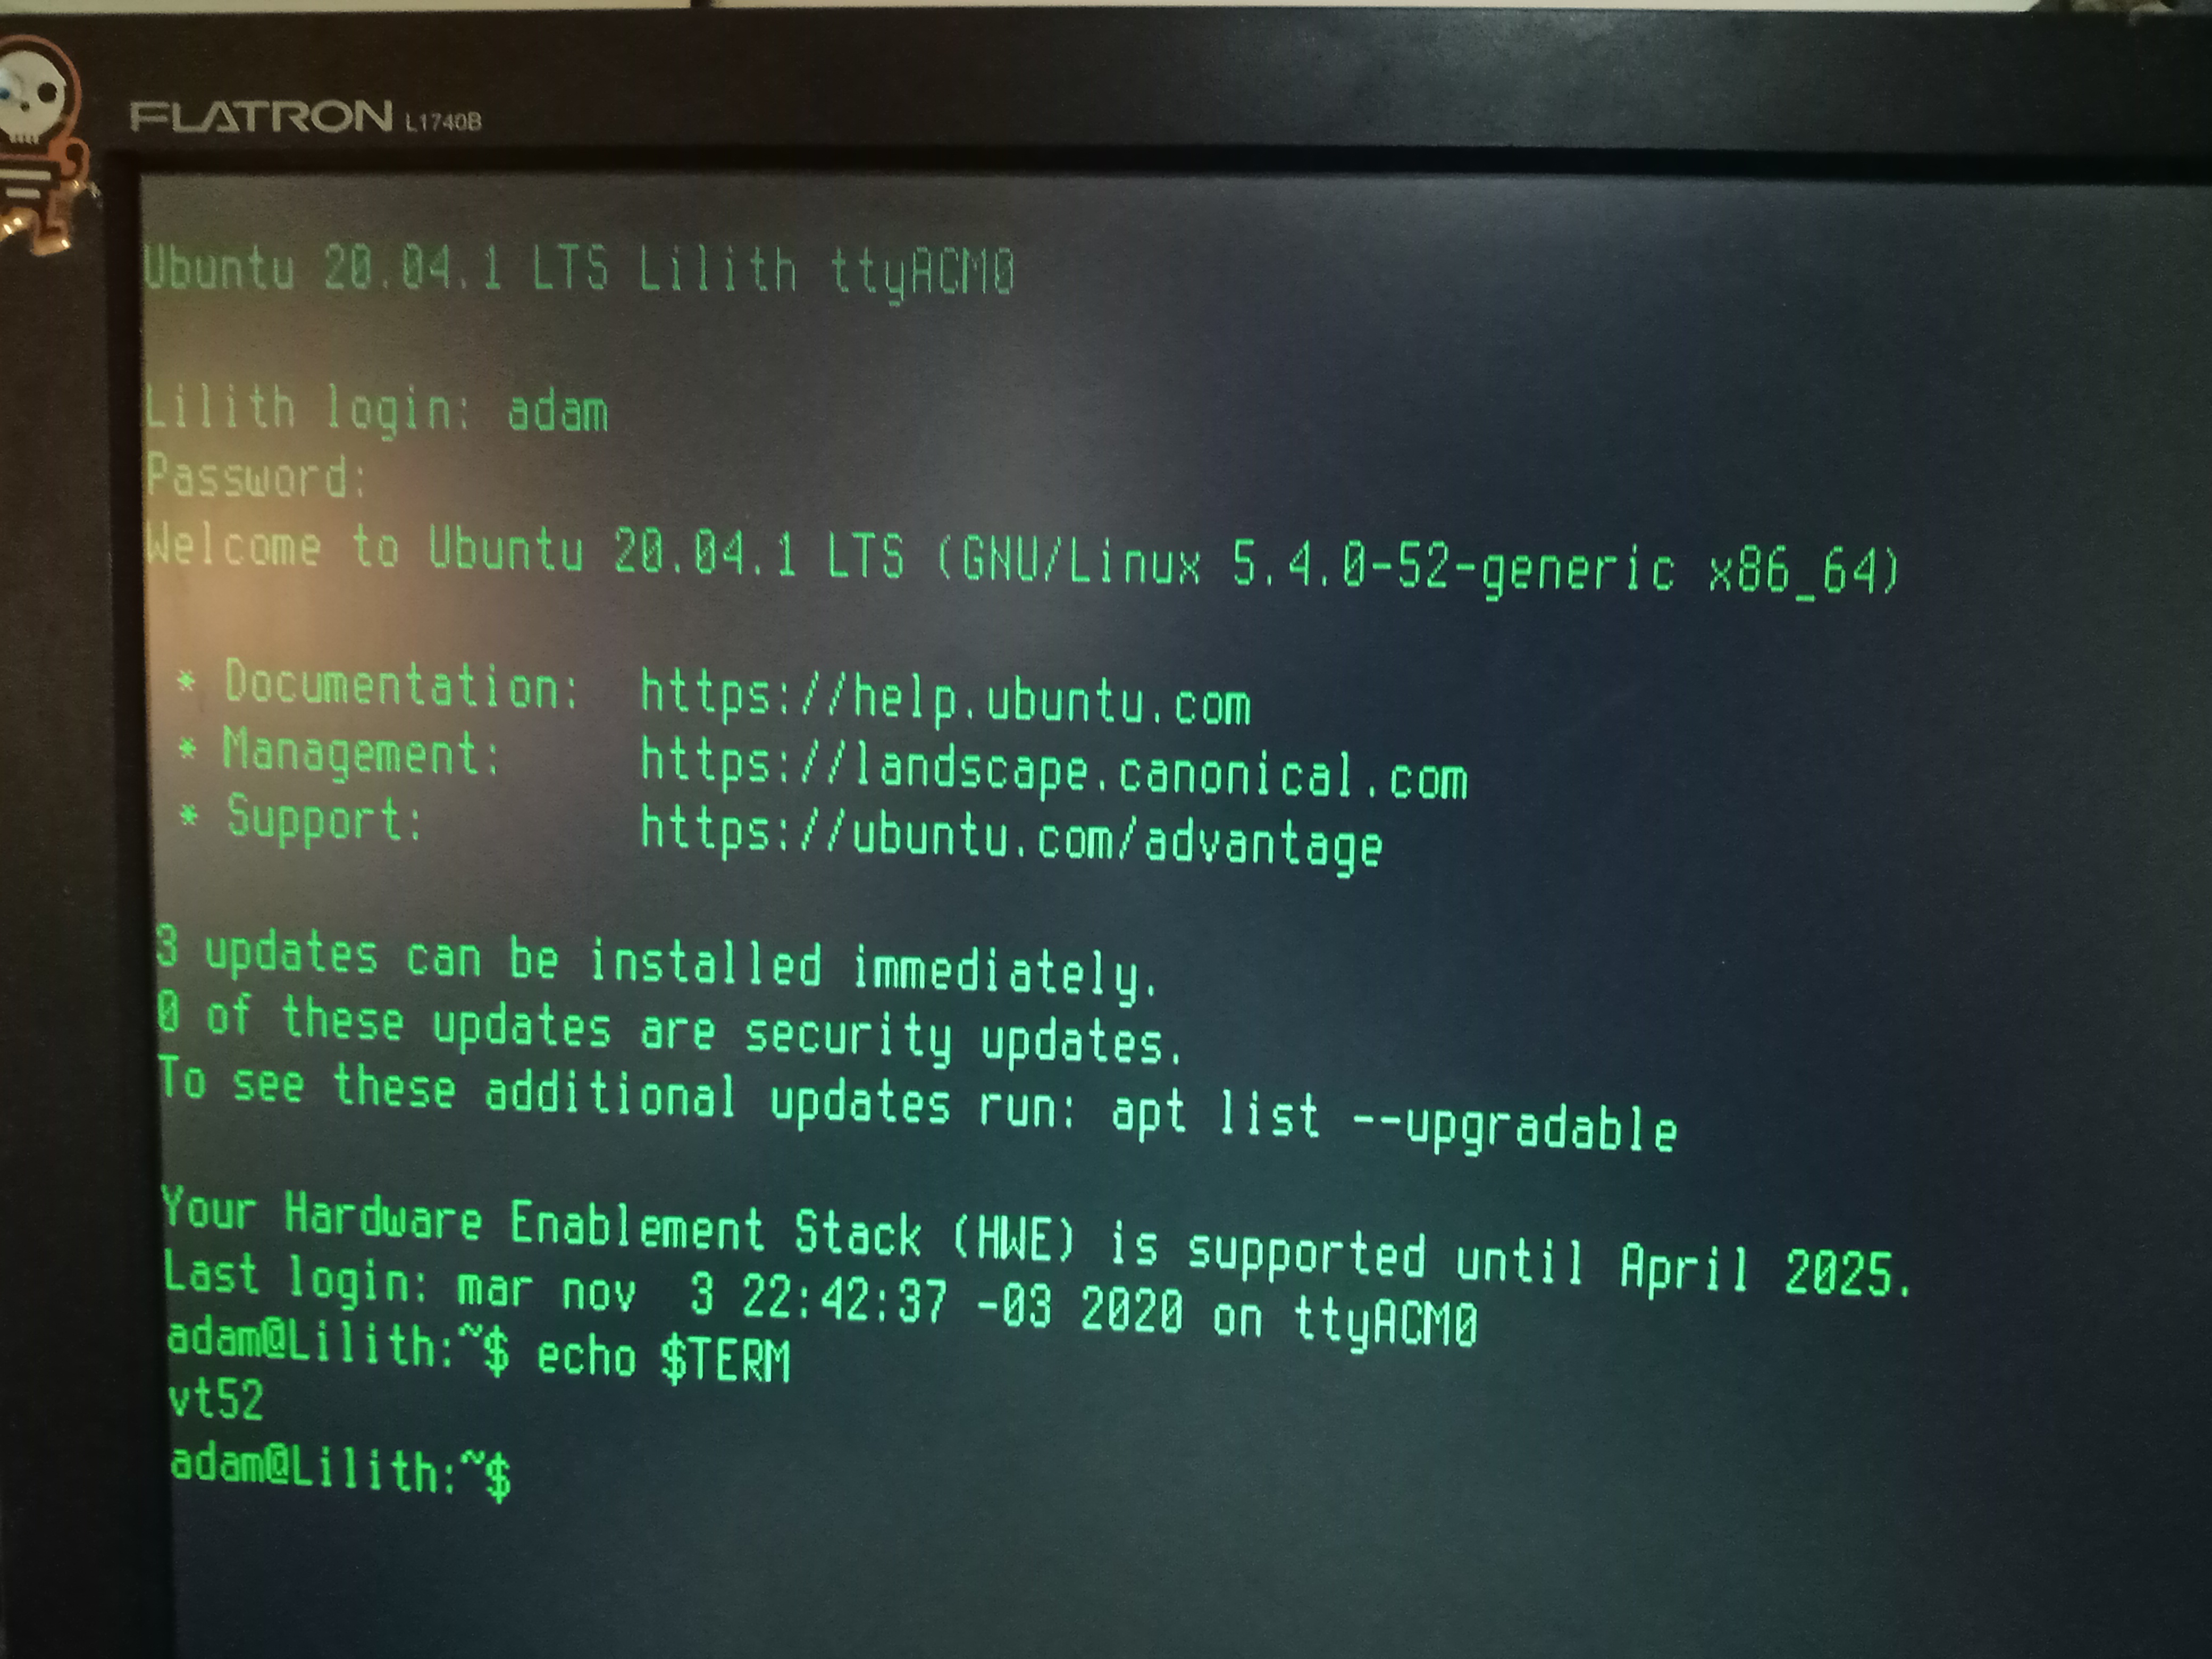 FLATRON L1740B
Ubuntu 20.04.1 LTS Lilith ttyACM0
Lilith login: adam
Password:
Welcome to Ubuntu 20.04.1 LTS (GNU/Linux 5.4.0-52-generic x86_64)
* Documentation:  https://help.ubuntu.com
* Management:     https://landscape.canonical.com
* Support:        https://ubuntu.com/advantage
3 updates can be installed immediately.
0 of these updates are security updates.
To see these additional updates run: apt list --upgradable
Your Hardware Enablement Stack (HWE) is supported until April 2025.
Last login: mar nov  3 22:42:37 -03 2020 on ttyACM0
adam@Lilith:~$ echo $TERM
vt52
adam@Lilith:~$